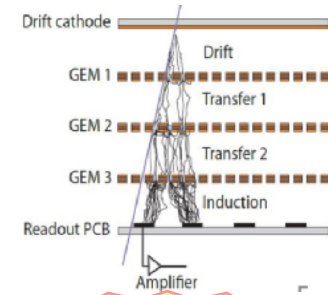 Drift cathode
Drift
GEM 1
Transfer 1
GEM 2
Transfer 2
GEM 3
Induction
Readout PCB
Amplifier